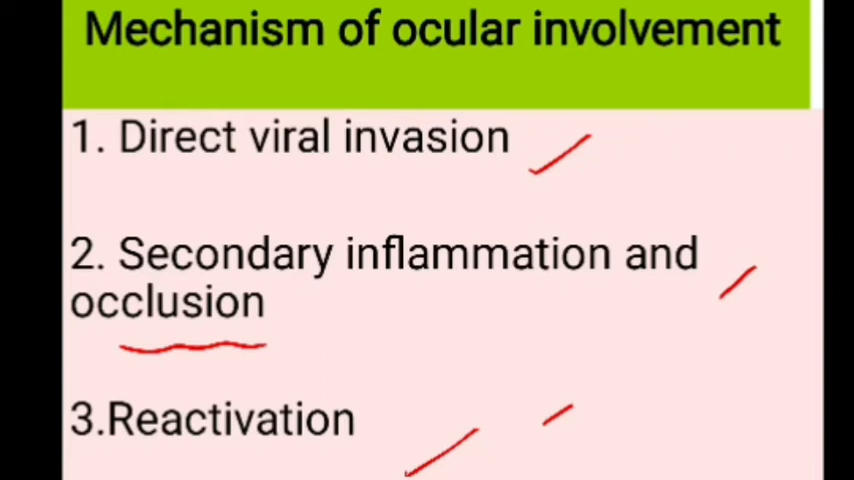 Mechanism of ocular involvement
1. Direct viral invasion
2. Secondary inflammation and
occlusion
3.Reactivation